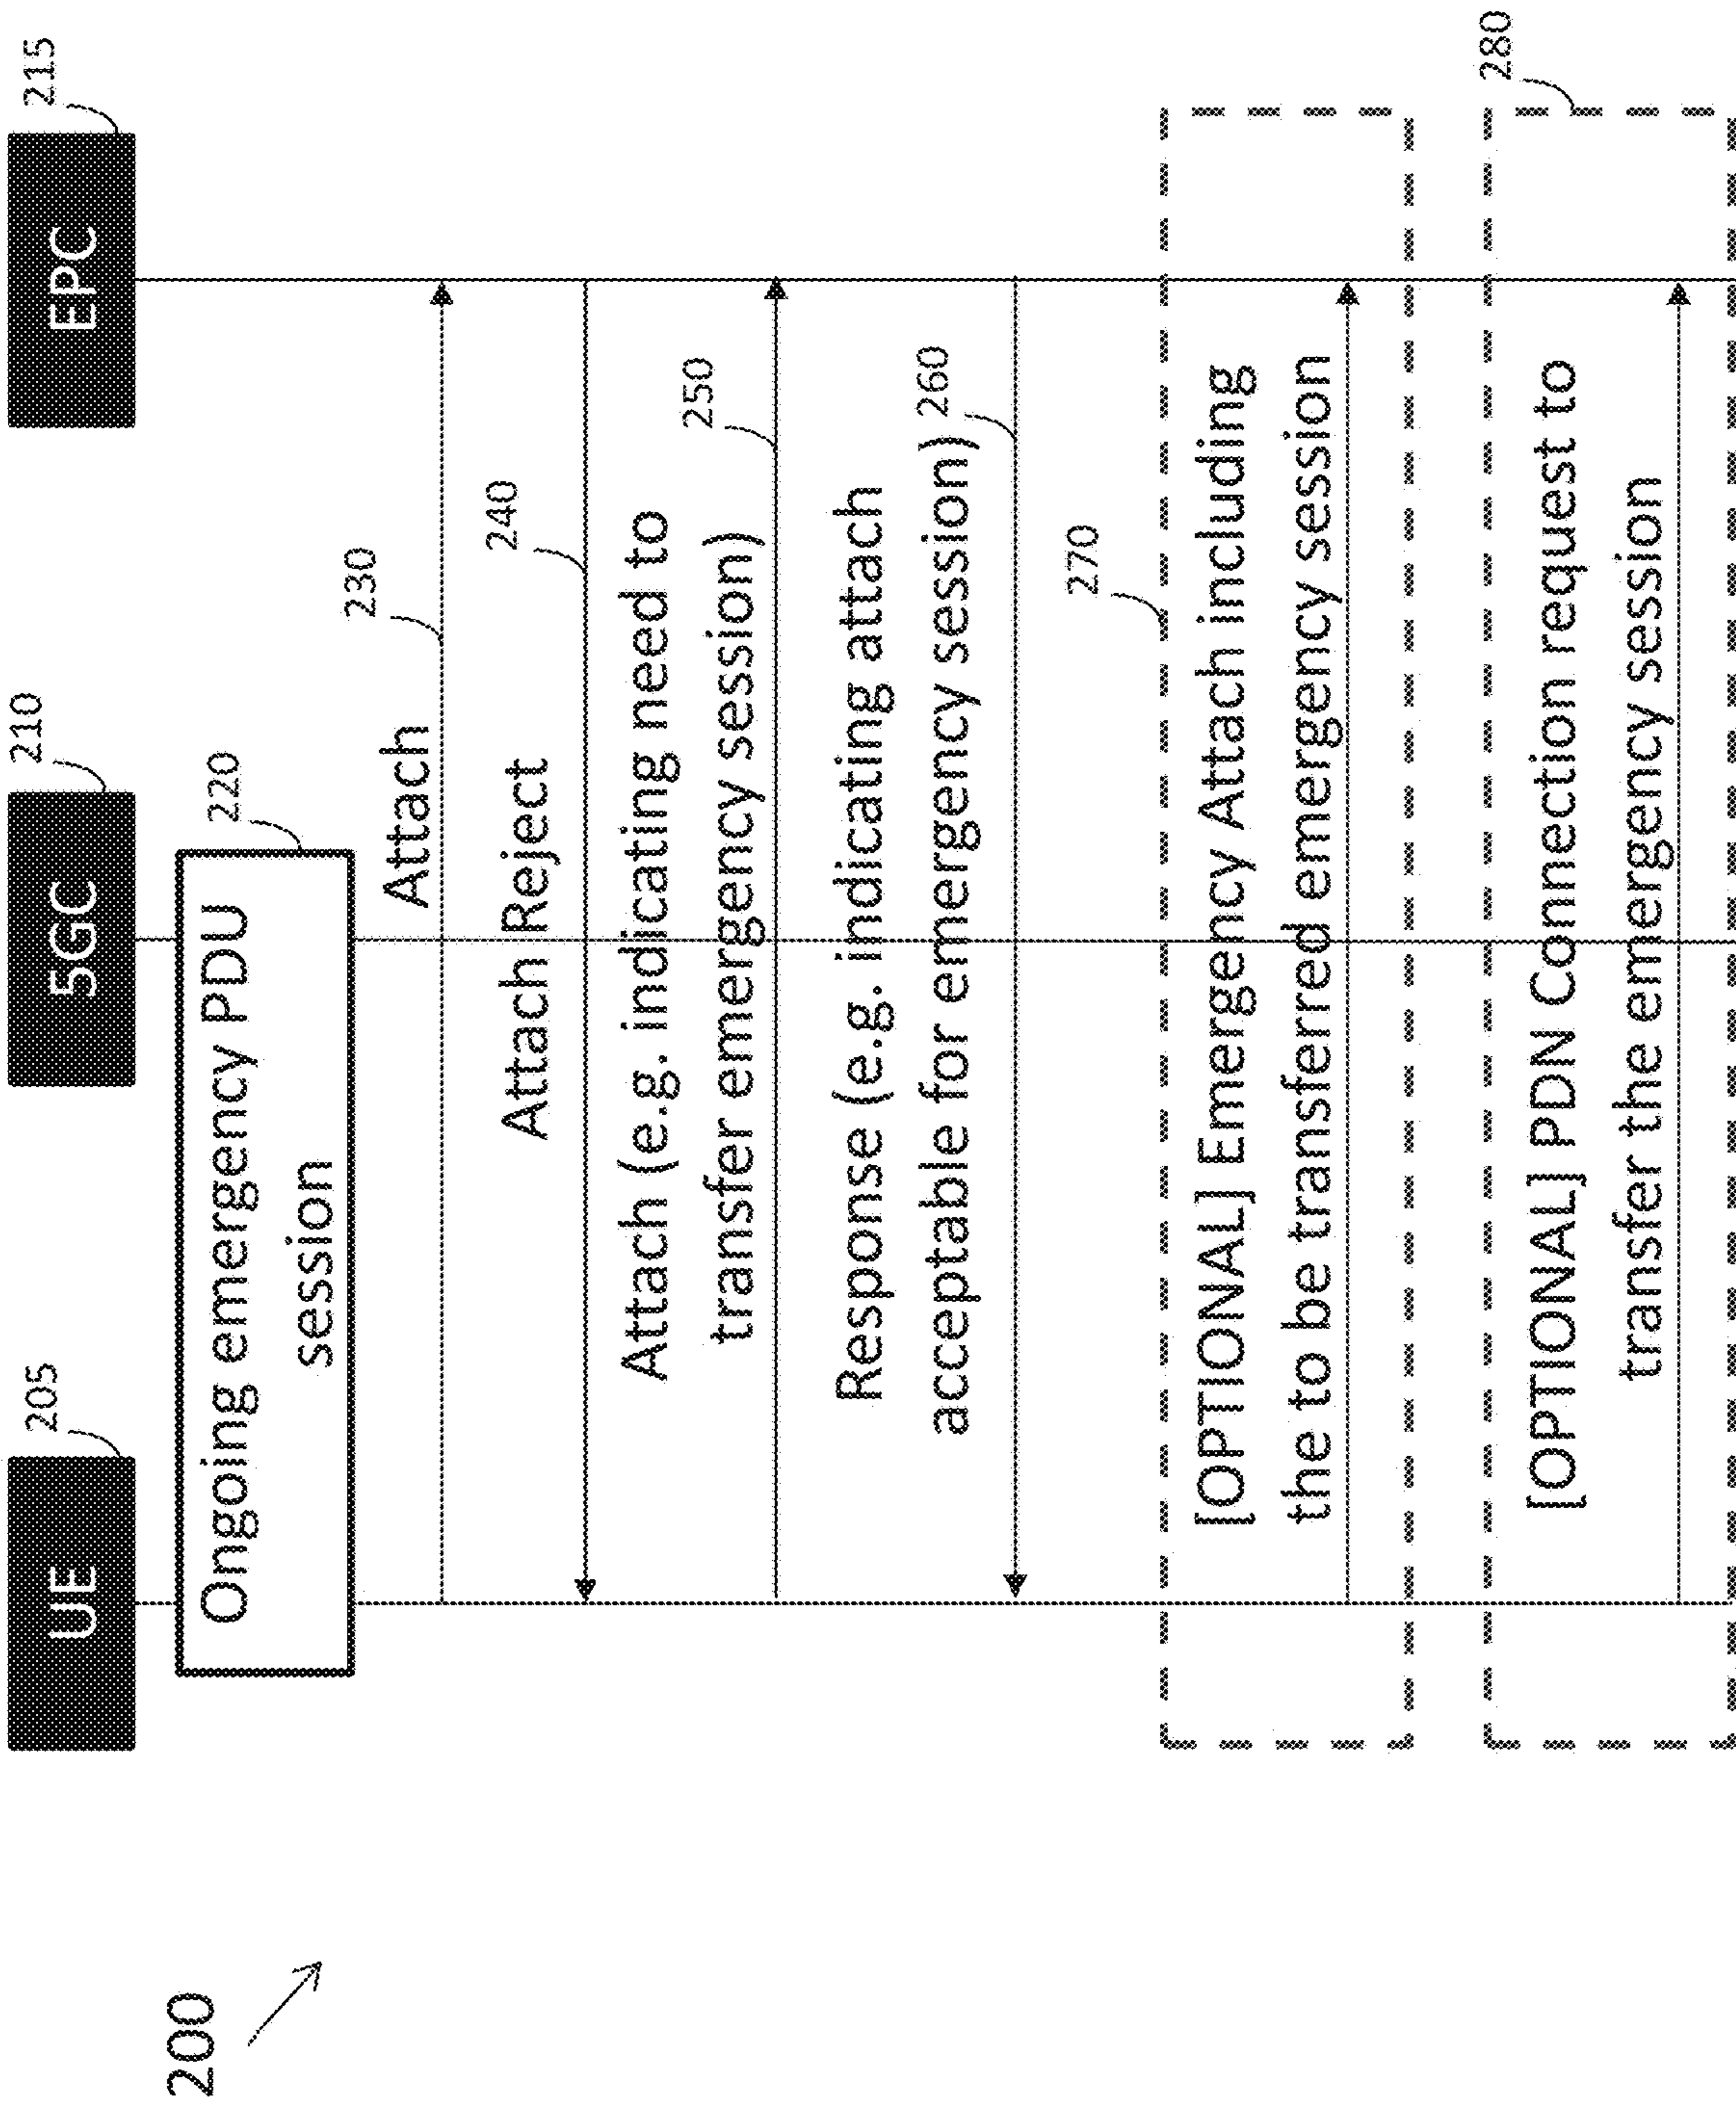 200
UE
205
5GC
210
EPC
215
Ongoing emergency PDU
session
220
Attach
230
Attach Reject
240
Attach (e.g. indicating need to
transfer emergency session)
250
Response (e.g. indicating attach
acceptable for emergency session)
260
270
[OPTIONAL] Emergency Attach including
the to be transferred emergency session
280
[OPTIONAL] PDN Connection request to
transfer the emergency session